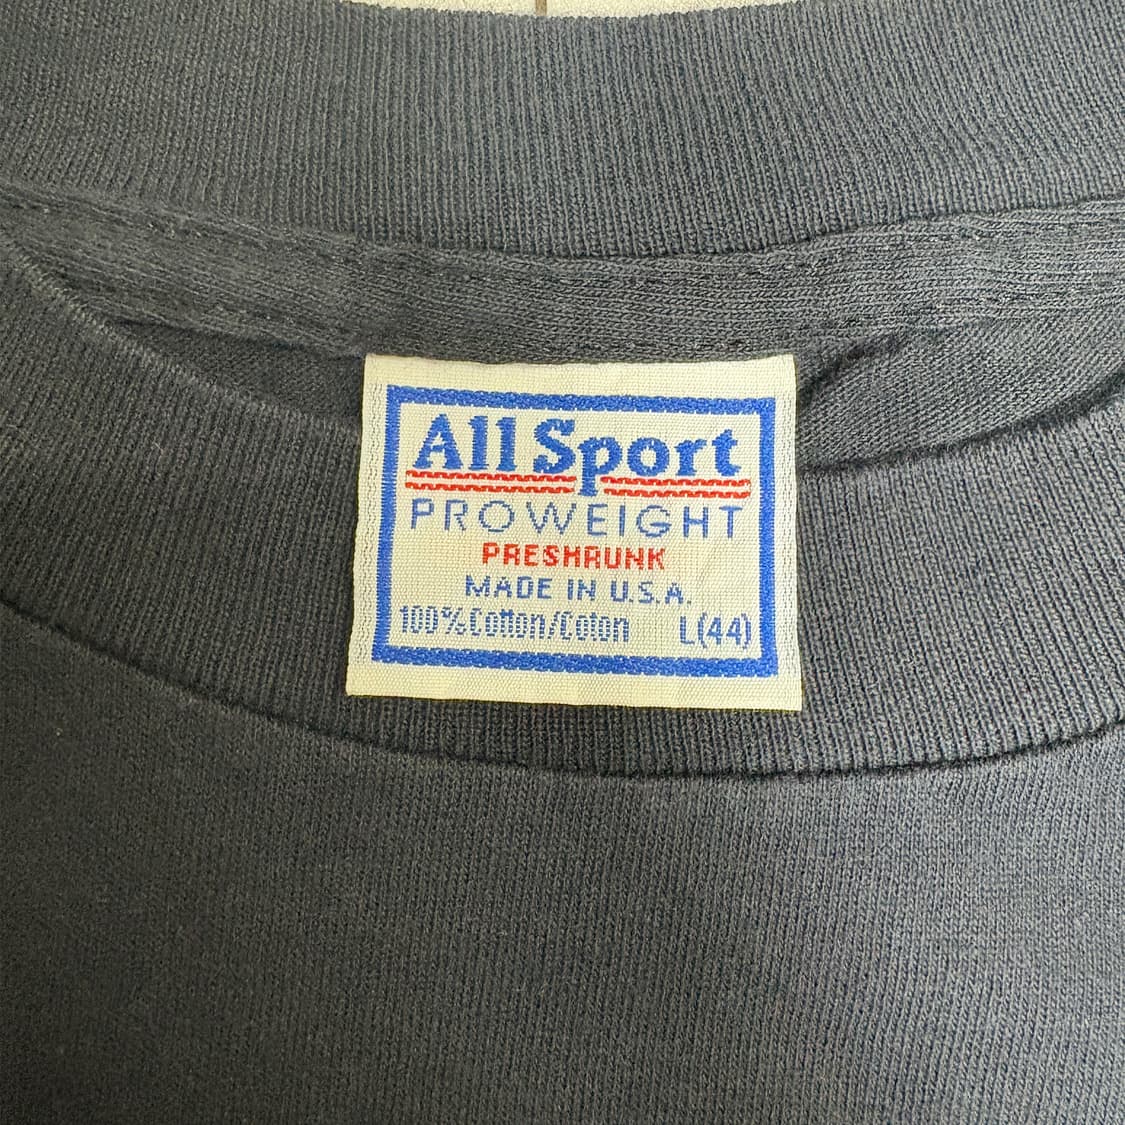 All Sport
PROWEIGHT
PRESHRUNK
MADE IN U.S.A.
100% Cotton/Coton L(44)